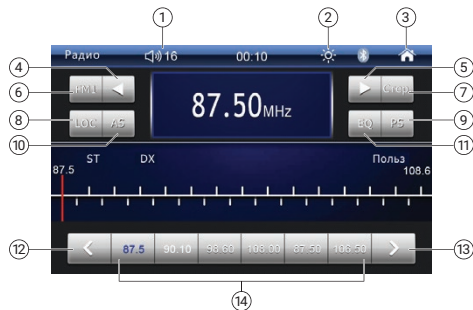 ① ② ③
Радио 16 00:10
④ ⑤
⑥ FM1 Стер ⑦
87.50MHz
⑧ LOC AS EQ PS ⑨
⑩ ⑪
ST DX Польз
87.5 108.6
⑫ 87.5 90.10 98.60 108.00 87.50 106.50 ⑬
⑭